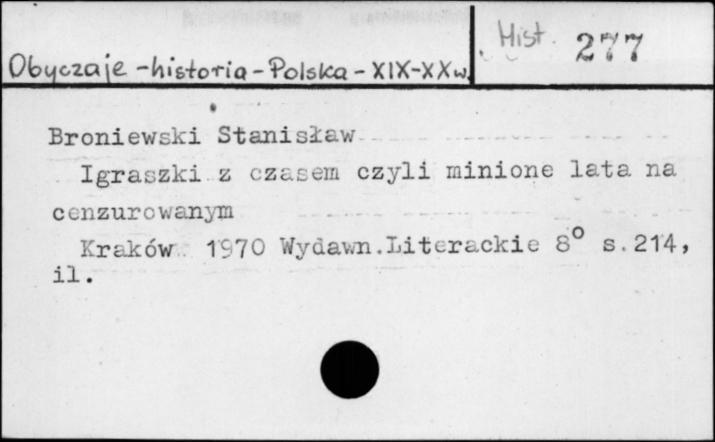 Hist. 277
Obyczaje - historia - Polska - XIX-XX w.
Broniewski Stanisław
Igraszki z czasem czyli minione lata na
cenzurowanym
Kraków 1970 Wydawn.Literackie 8° s.214,
il.